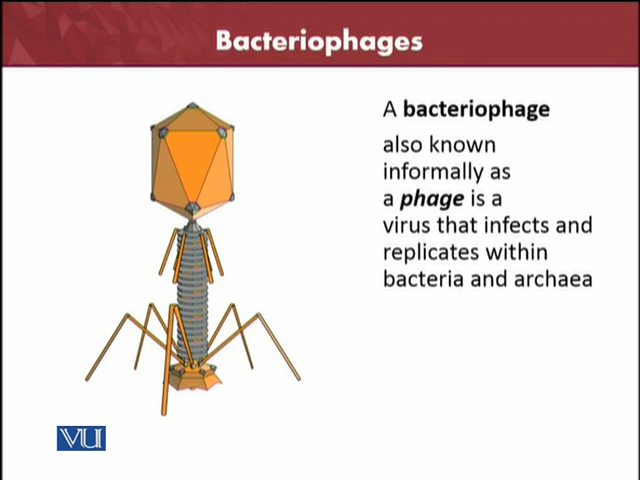 Bacteriophages
A bacteriophage
also known
informally as
a phage is a
virus that infects and
replicates within
bacteria and archaea
VU